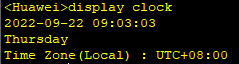 <Huawei>display clock
2022-09-22 09:03:03
Thursday
Time Zone(Local) : UTC+08:00